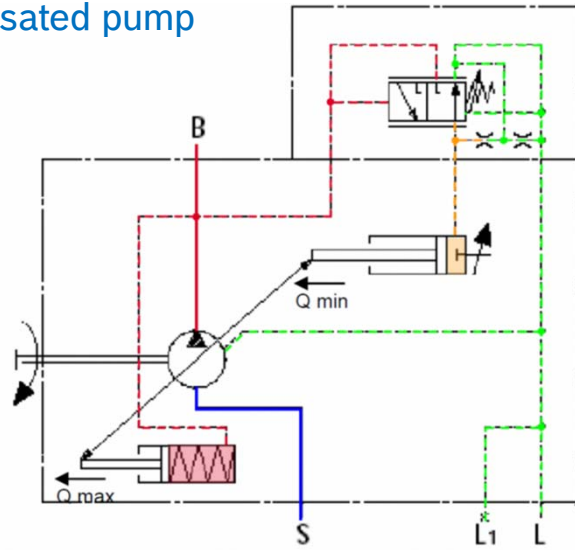 sated pump
B
Q min
Q max
S
L1 L